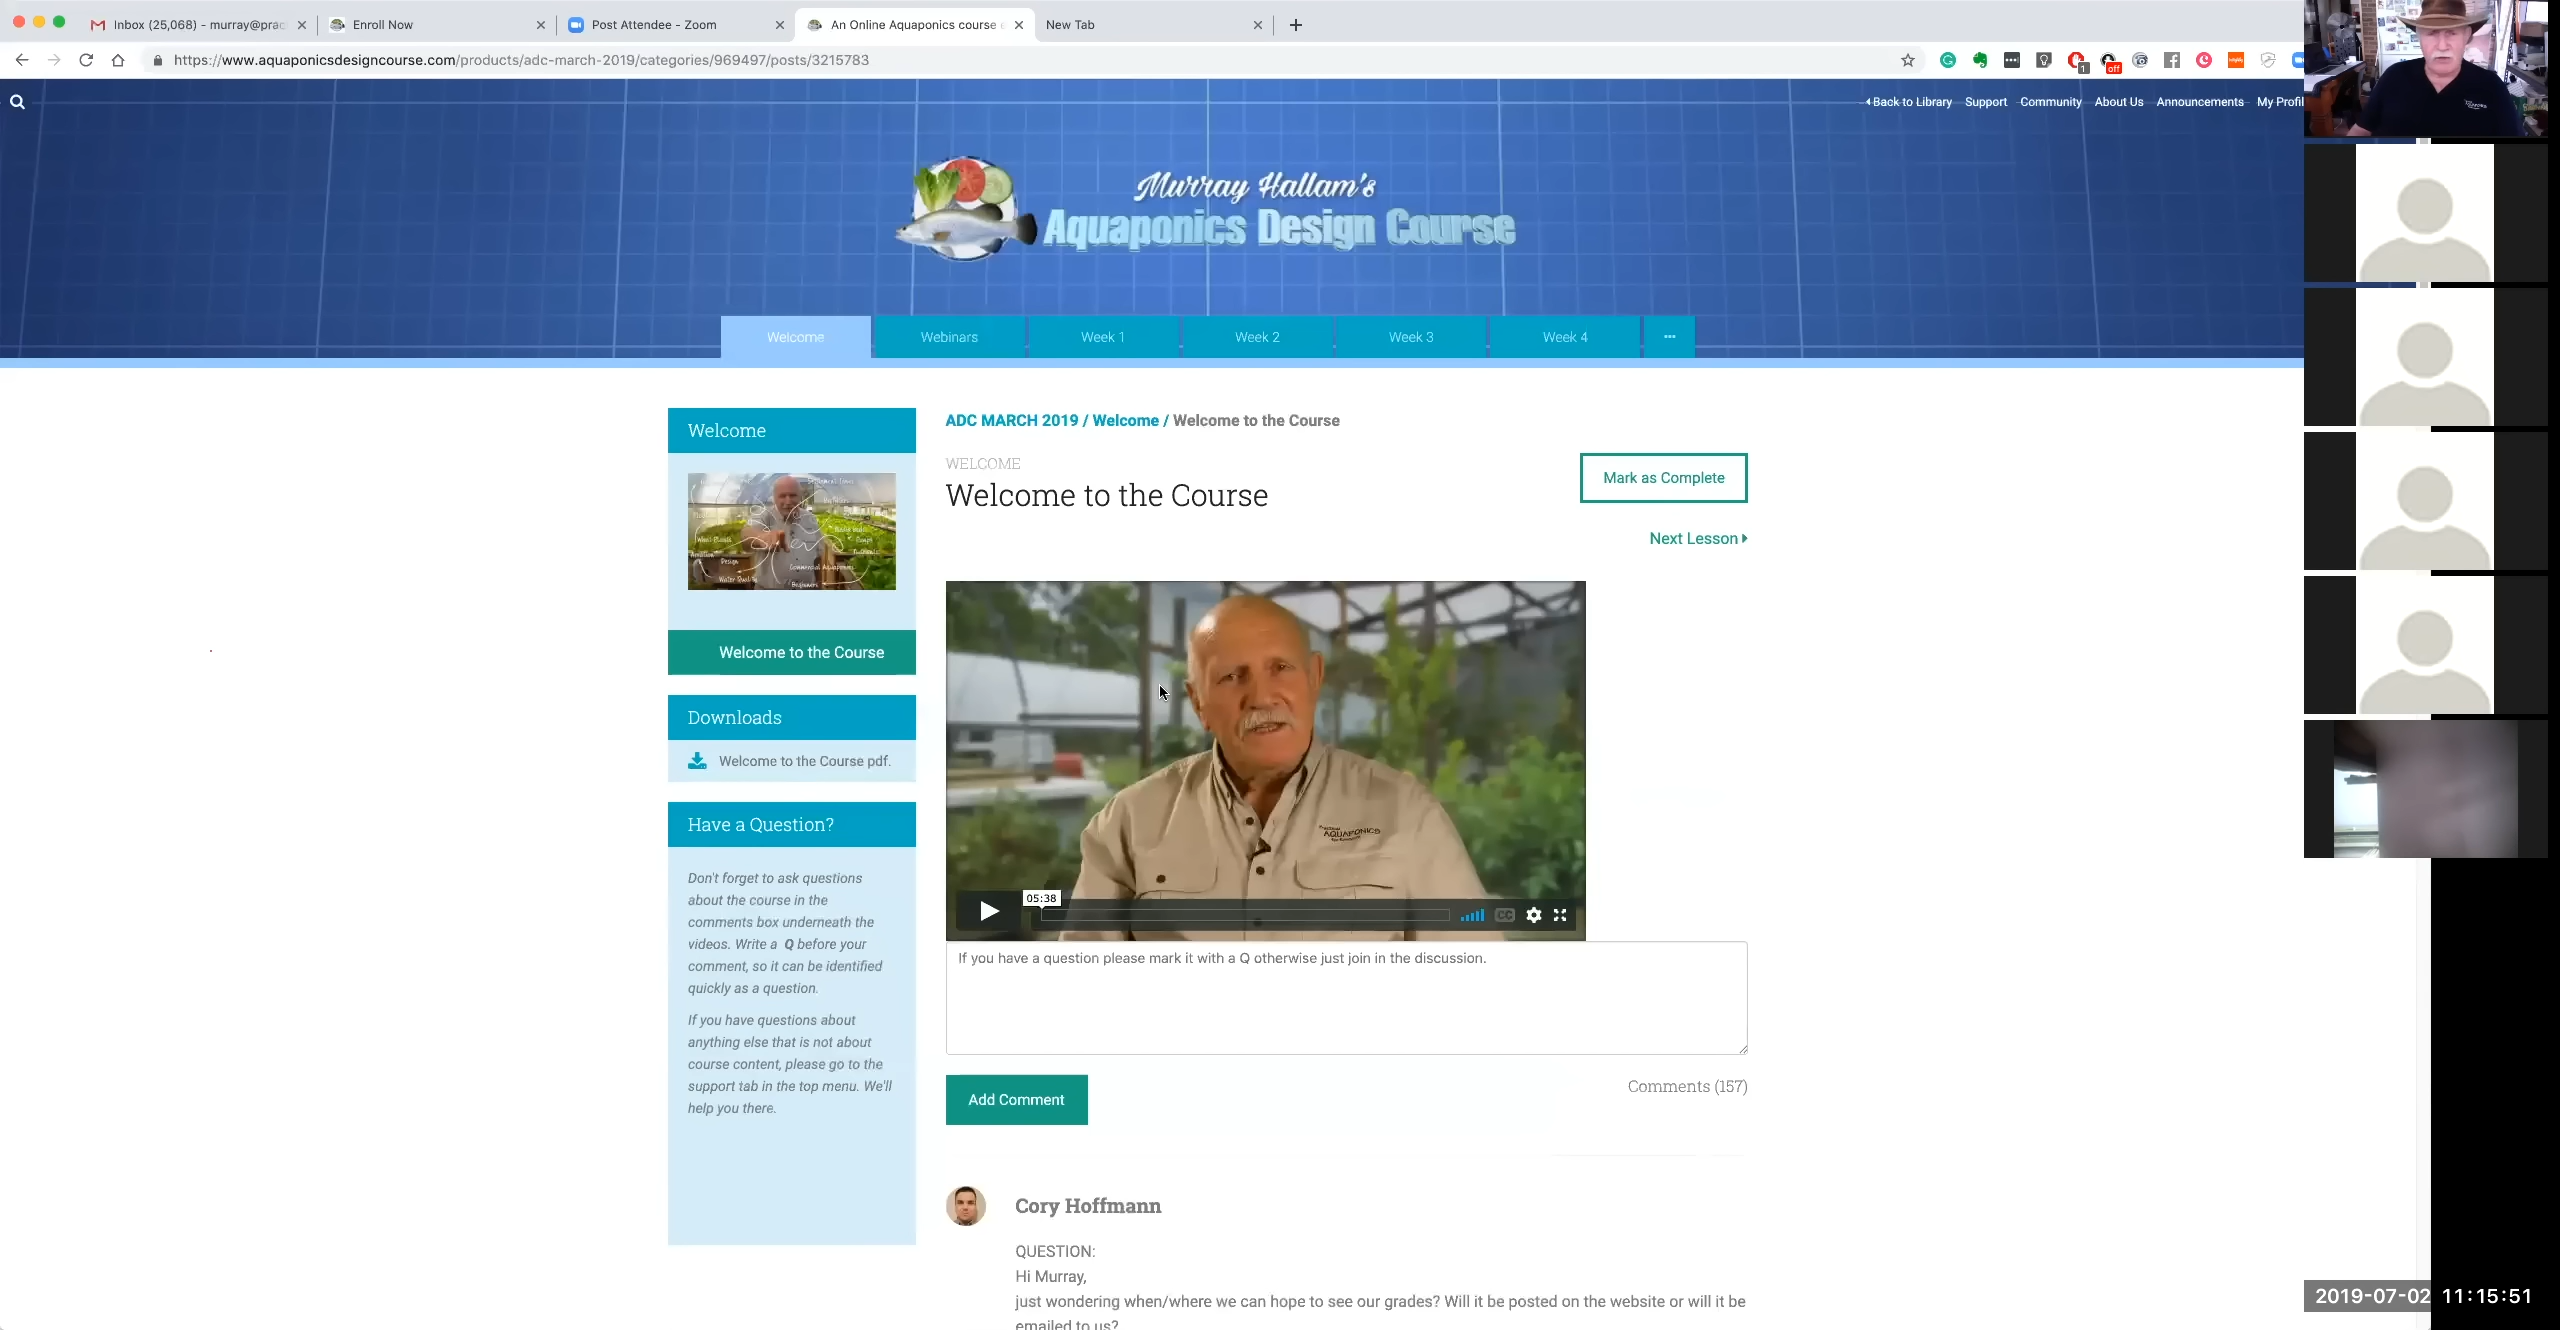 Inbox (25,068) - murray@prac
Enroll Now
Post Attendee - Zoom
An Online Aquaponics course
New Tab
https://www.aquaponicsdesigncourse.com/products/adc-march-2019/categories/969497/posts/3215783
1
off
Back to Library Support Community About Us Announcements My Profil
Murray Hallam's
Aquaponics Design Course
Welcome Webinars Week 1 Week 2 Week 3 Week 4 ...
Welcome
Design
Water Quality
Commercial Aquaponics
Beginners
Welcome to the Course
Downloads
Welcome to the Course pdf.
Have a Question?
Don't forget to ask questions
about the course in the
comments box underneath the
videos. Write a Q before your
comment, so it can be identified
quickly as a question.
If you have questions about
anything else that is not about
course content, please go to the
support tab in the top menu. We'll
help you there.
ADC MARCH 2019 / Welcome / Welcome to the Course
WELCOME
Welcome to the Course
Mark as Complete
Next Lesson
AQUAPONICS
05:38
CC
If you have a question please mark it with a Q otherwise just join in the discussion.
Add Comment
Comments (157)
Cory Hoffmann
QUESTION:
Hi Murray,
just wondering when/where we can hope to see our grades? Will it be posted on the website or will it be
emailed to us?
2019-07-02 11:15:51